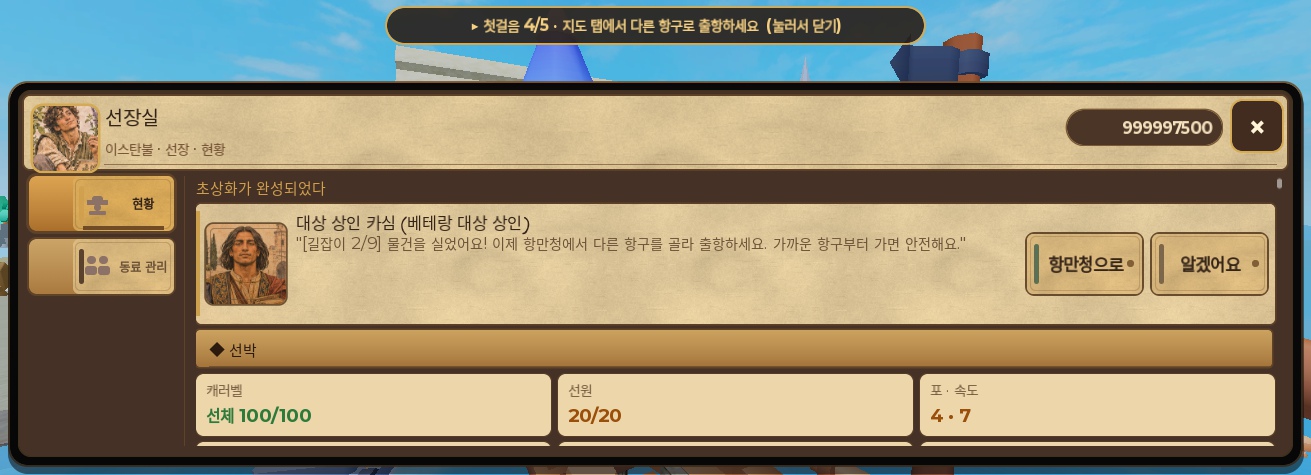 ▸ 첫걸음 4/5 · 지도 탭에서 다른 항구로 출항하세요 (눌러서 닫기)
선장실
이스탄불 · 선장 · 현황
999997500
×
현황
동료 관리
초상화가 완성되었다
대상 상인 카심 (베테랑 대상 상인)
"[길잡이 2/9] 물건을 실었어요! 이제 항만청에서 다른 항구를 골라 출항하세요. 가까운 항구부터 가면 안전해요."
항만청으로
알겠어요
◆ 선박
캐러벨
선체 100/100
선원
20/20
포 · 속도
4 · 7